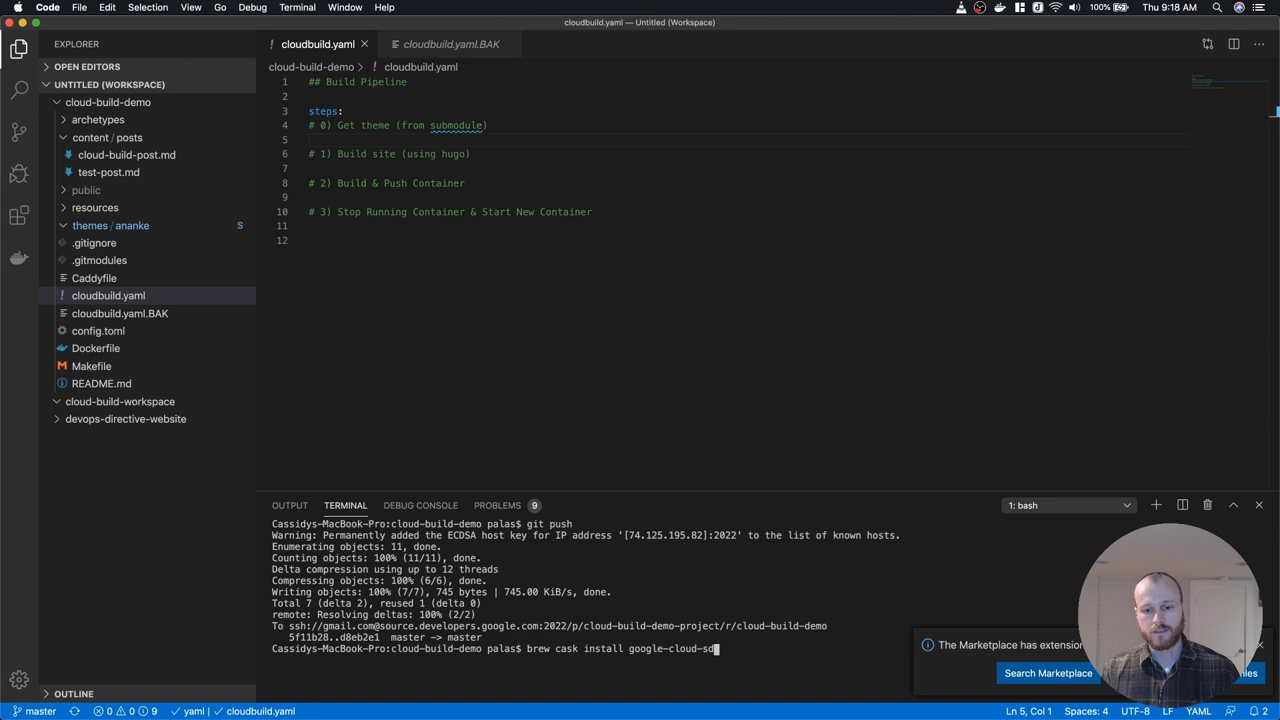 Code File Edit Selection View Go Debug Terminal Window Help
100% Thu 9:18 AM
cloudbuild.yaml — Untitled (Workspace)
EXPLORER
OPEN EDITORS
UNTITLED (WORKSPACE)
cloud-build-demo
archetypes
content / posts
cloud-build-post.md
test-post.md
public
resources
themes / ananke S
.gitignore
.gitmodules
Caddyfile
! cloudbuild.yaml
cloudbuild.yaml.BAK
config.toml
Dockerfile
Makefile
README.md
cloud-build-workspace
devops-directive-website
OUTLINE
! cloudbuild.yaml cloudbuild.yaml.BAK
cloud-build-demo > ! cloudbuild.yaml
1 ## Build Pipeline
2
3 steps:
4 # 0) Get theme (from submodule)
5
6 # 1) Build site (using hugo)
7
8 # 2) Build & Push Container
9
10 # 3) Stop Running Container & Start New Container
11
12
OUTPUT TERMINAL DEBUG CONSOLE PROBLEMS 9
1: bash
Cassidys-MacBook-Pro:cloud-build-demo palas$ git push
Warning: Permanently added the ECDSA host key for IP address '[74.125.195.82]:2022' to the list of known hosts.
Enumerating objects: 11, done.
Counting objects: 100% (11/11), done.
Delta compression using up to 12 threads
Compressing objects: 100% (6/6), done.
Writing objects: 100% (7/7), 745 bytes | 745.00 KiB/s, done.
Total 7 (delta 2), reused 1 (delta 0)
remote: Resolving deltas: 100% (2/2)
To ssh://gmail.com@source.developers.google.com:2022/p/cloud-build-demo-project/r/cloud-build-demo
5f11b28..d8eb2e1 master -> master
Cassidys-MacBook-Pro:cloud-build-demo palas$ brew cask install google-cloud-sd
The Marketplace has extension
Search Marketplace
master 0 0 9 yaml | cloudbuild.yaml
Ln 5, Col 1 Spaces: 4 UTF-8 LF YAML 2